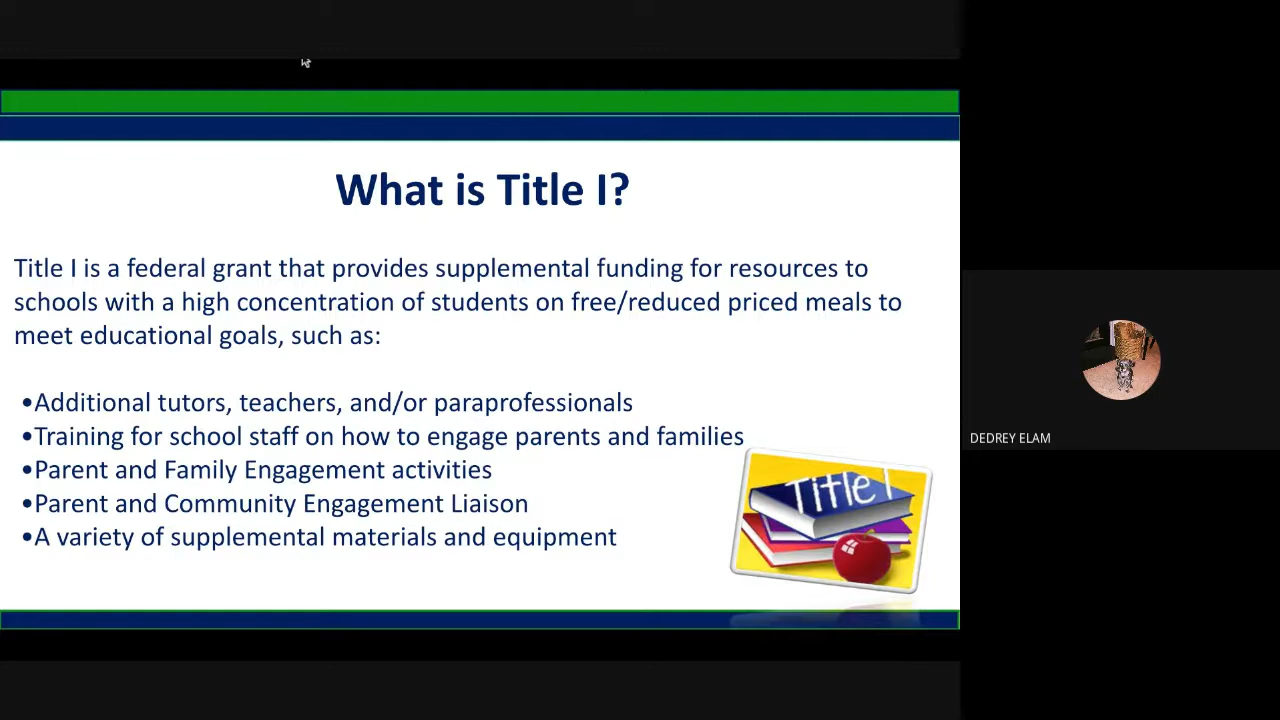 What is Title I?
Title I is a federal grant that provides supplemental funding for resources to
schools with a high concentration of students on free/reduced priced meals to
meet educational goals, such as:
•Additional tutors, teachers, and/or paraprofessionals
•Training for school staff on how to engage parents and families
•Parent and Family Engagement activities
•Parent and Community Engagement Liaison
•A variety of supplemental materials and equipment
Title I
DEDREY ELAM